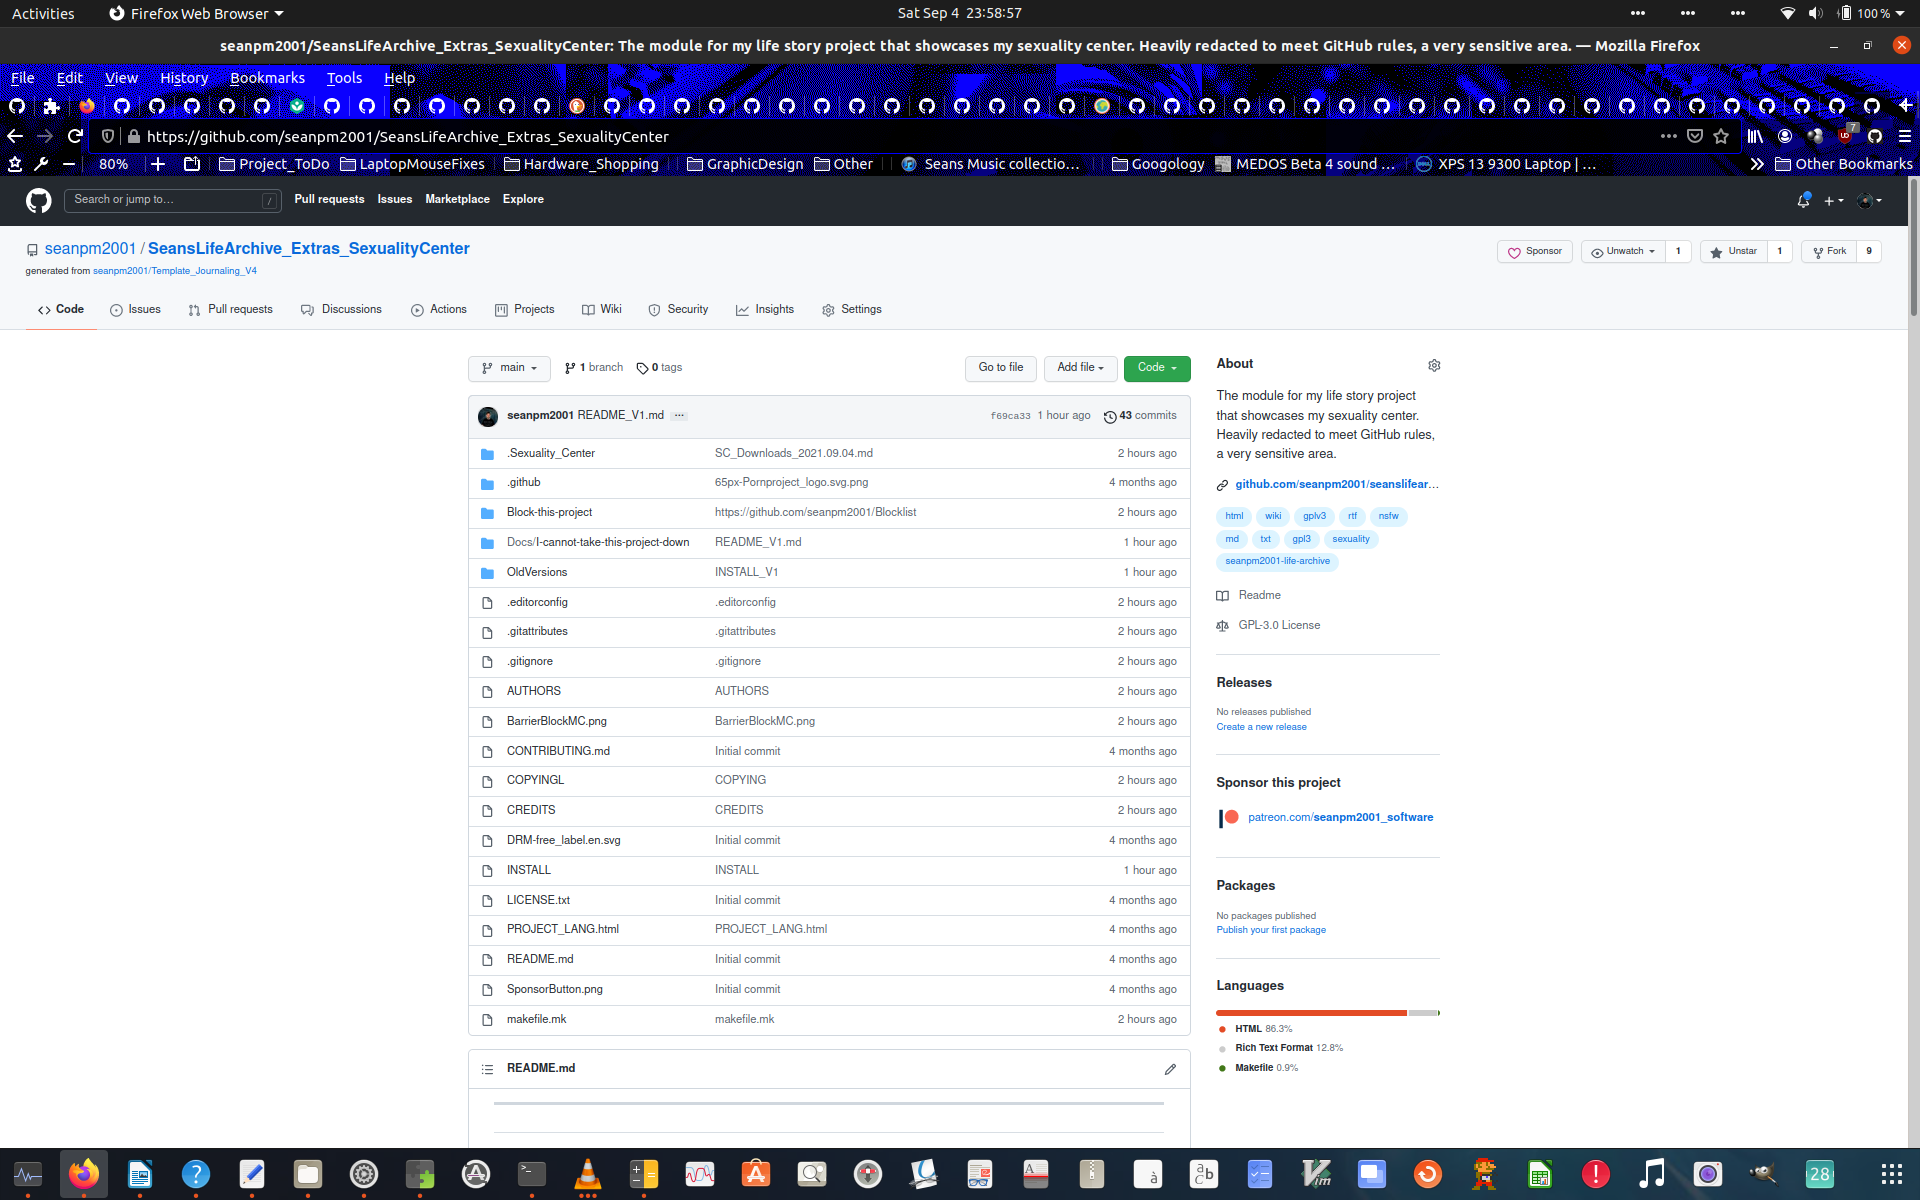 Activities Firefox Web Browser Sat Sep 4 23:58:57 100 %
seanpm2001/SeansLifeArchive_Extras_SexualityCenter: The module for my life story project that showcases my sexuality center. Heavily redacted to meet GitHub rules, a very sensitive area. — Mozilla Firefox
File Edit View History Bookmarks Tools Help
https://github.com/seanpm2001/SeansLifeArchive_Extras_SexualityCenter 7
80% Project_ToDo LaptopMouseFixes Hardware_Shopping GraphicDesign Other Seans Music collectio… Googology MEDOS Beta 4 sound … XPS 13 9300 Laptop | … Other Bookmarks
Search or jump to… / Pull requests Issues Marketplace Explore
seanpm2001 / SeansLifeArchive_Extras_SexualityCenter
Sponsor Unwatch 1 Unstar 1 Fork 9
generated from seanpm2001/Template_Journaling_V4
Code Issues Pull requests Discussions Actions Projects Wiki Security Insights Settings
main 1 branch 0 tags Go to file Add file Code
seanpm2001 README_V1.md ... f69ca33 1 hour ago 43 commits
.Sexuality_Center SC_Downloads_2021.09.04.md 2 hours ago
.github 65px-Pornproject_logo.svg.png 4 months ago
Block-this-project https://github.com/seanpm2001/Blocklist 2 hours ago
Docs/I-cannot-take-this-project-down README_V1.md 1 hour ago
OldVersions INSTALL_V1 1 hour ago
.editorconfig .editorconfig 2 hours ago
.gitattributes .gitattributes 2 hours ago
.gitignore .gitignore 2 hours ago
AUTHORS AUTHORS 2 hours ago
BarrierBlockMC.png BarrierBlockMC.png 2 hours ago
CONTRIBUTING.md Initial commit 4 months ago
COPYINGL COPYING 2 hours ago
CREDITS CREDITS 2 hours ago
DRM-free_label.en.svg Initial commit 4 months ago
INSTALL INSTALL 1 hour ago
LICENSE.txt Initial commit 4 months ago
PROJECT_LANG.html PROJECT_LANG.html 4 months ago
README.md Initial commit 4 months ago
SponsorButton.png Initial commit 4 months ago
makefile.mk makefile.mk 2 hours ago
README.md
About
The module for my life story project
that showcases my sexuality center.
Heavily redacted to meet GitHub rules,
a very sensitive area.
github.com/seanpm2001/seanslifear…
html wiki gplv3 rtf nsfw
md txt gpl3 sexuality
seanpm2001-life-archive
Readme
GPL-3.0 License
Releases
No releases published
Create a new release
Sponsor this project
patreon.com/seanpm2001_software
Packages
No packages published
Publish your first package
Languages
HTML 86.3%
Rich Text Format 12.8%
Makefile 0.9%
28